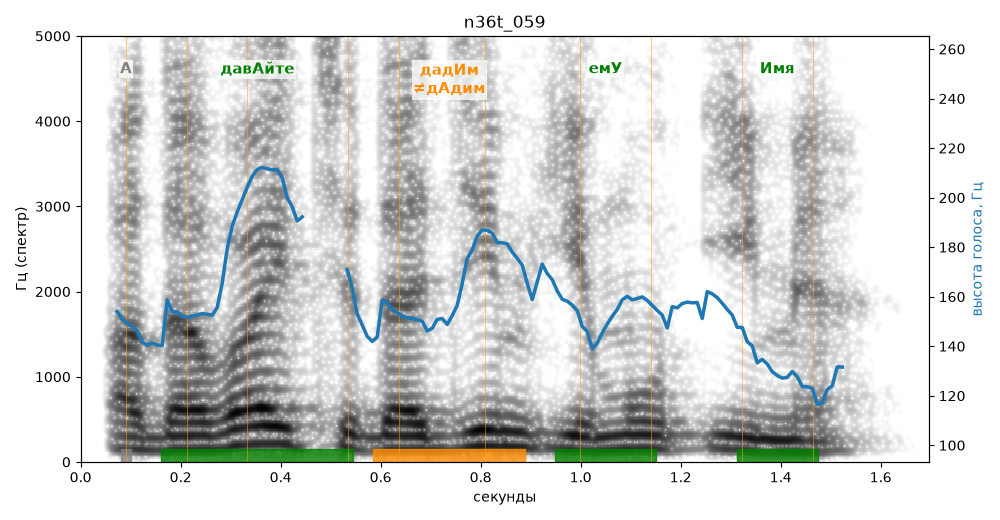 n36t_059
5000
4000
3000
2000
1000
0
Гц (спектр)
А
давАйте
дадИм
≠дАдим
емУ
Имя
260
240
220
200
180
160
140
120
100
высота голоса, Гц
0.0 0.2 0.4 0.6 0.8 1.0 1.2 1.4 1.6
секунды